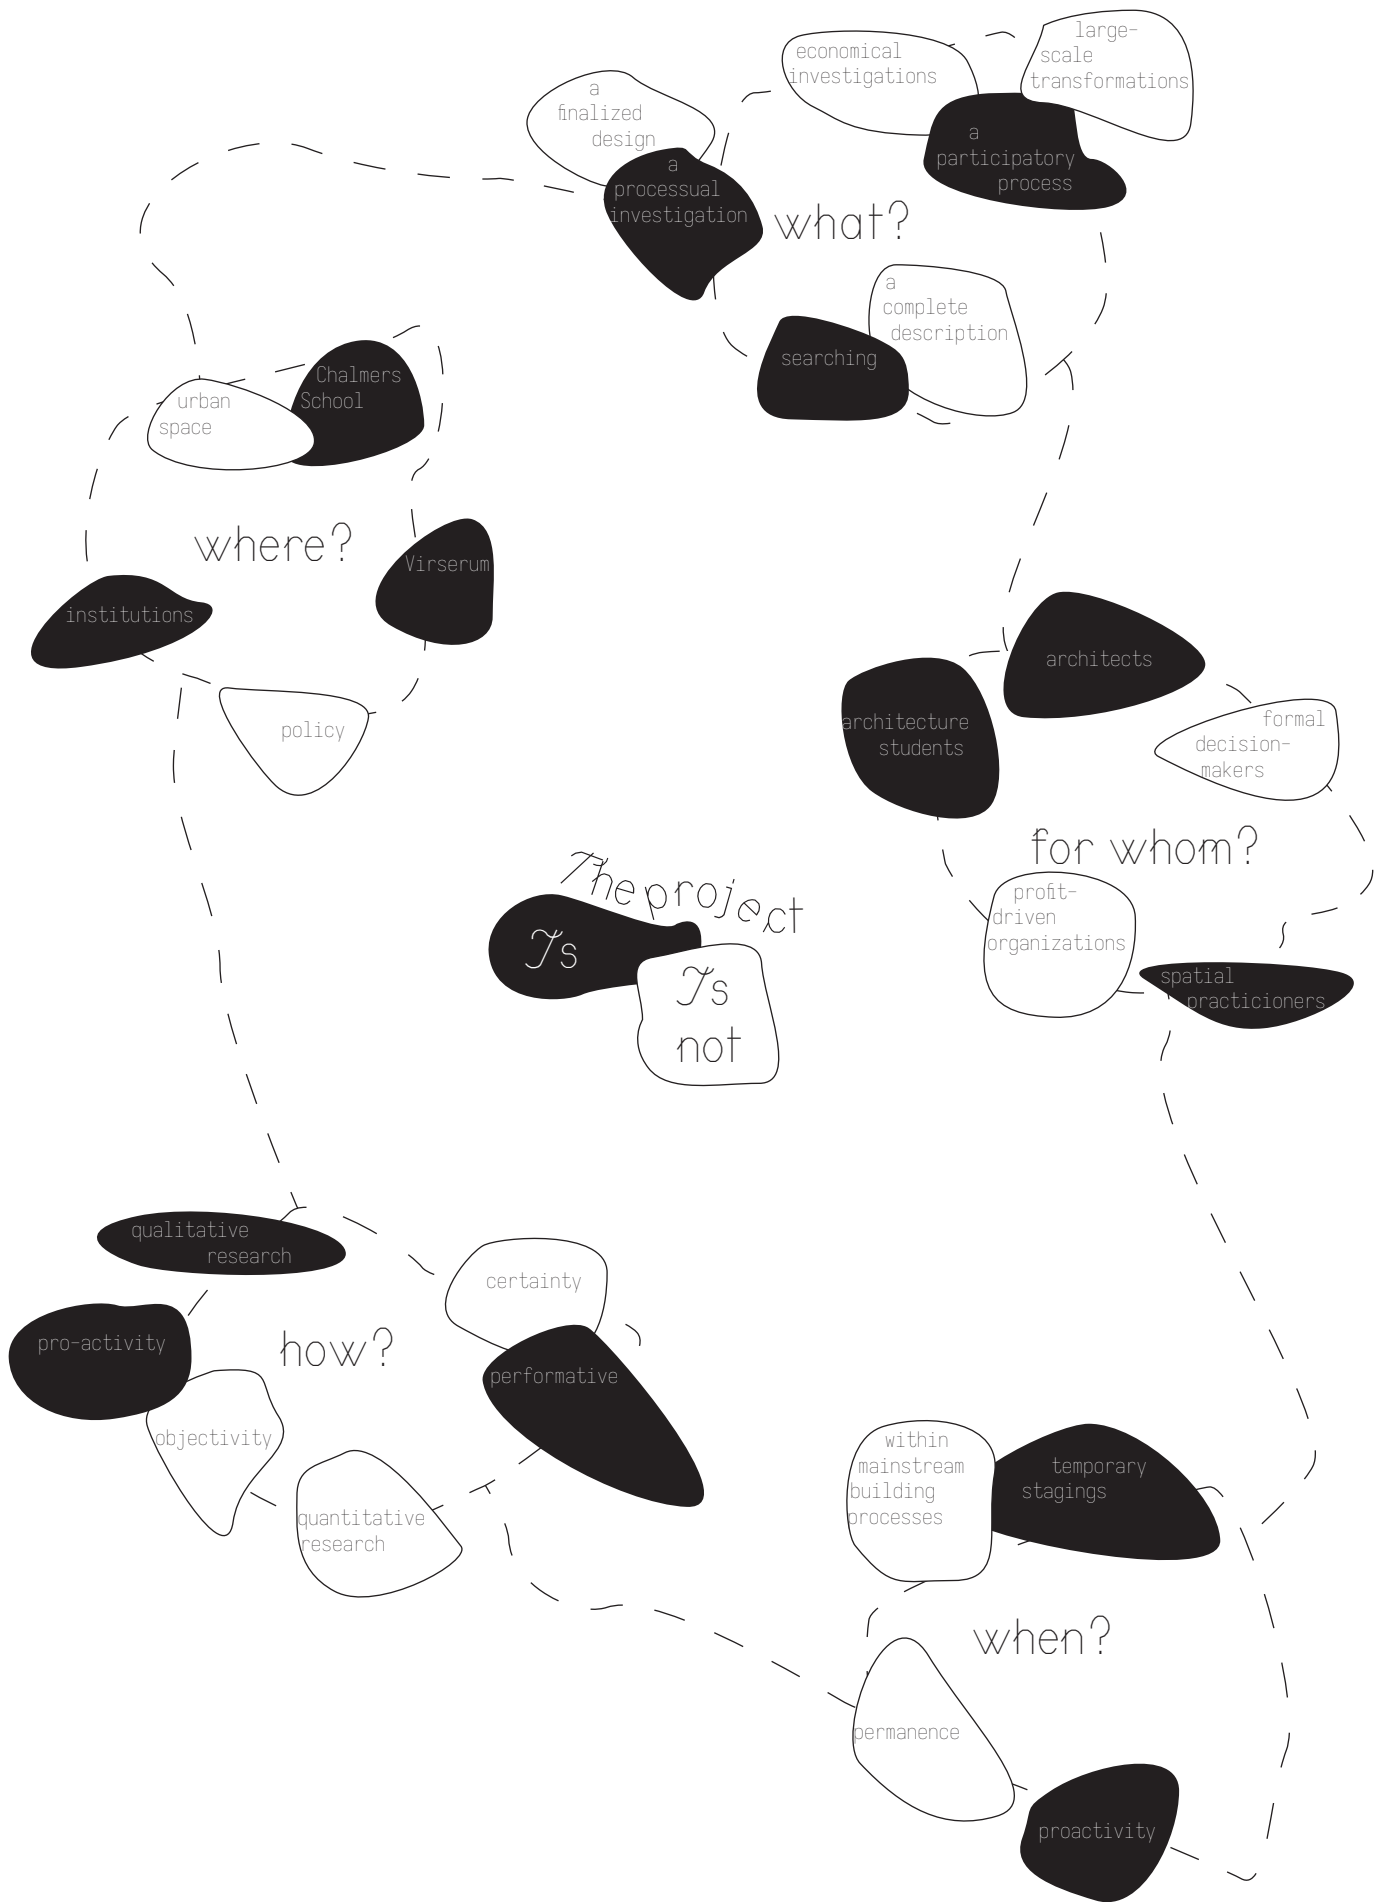 economical
investigations
large-
scale
transformations
a
finalized
design
a
participatory
process
a
processual
investigation
what?
a
complete
description
searching
Chalmers
School
urban
space
where?
Virserum
institutions
policy
architects
architecture
students
formal
decision-
makers
for whom?
profit-
driven
organizations
spatial
practicioners
The project
Is
Is
not
qualitative
research
certainty
pro-activity
how?
performative
objectivity
quantitative
research
within
mainstream
building
processes
temporary
stagings
when?
permanence
proactivity